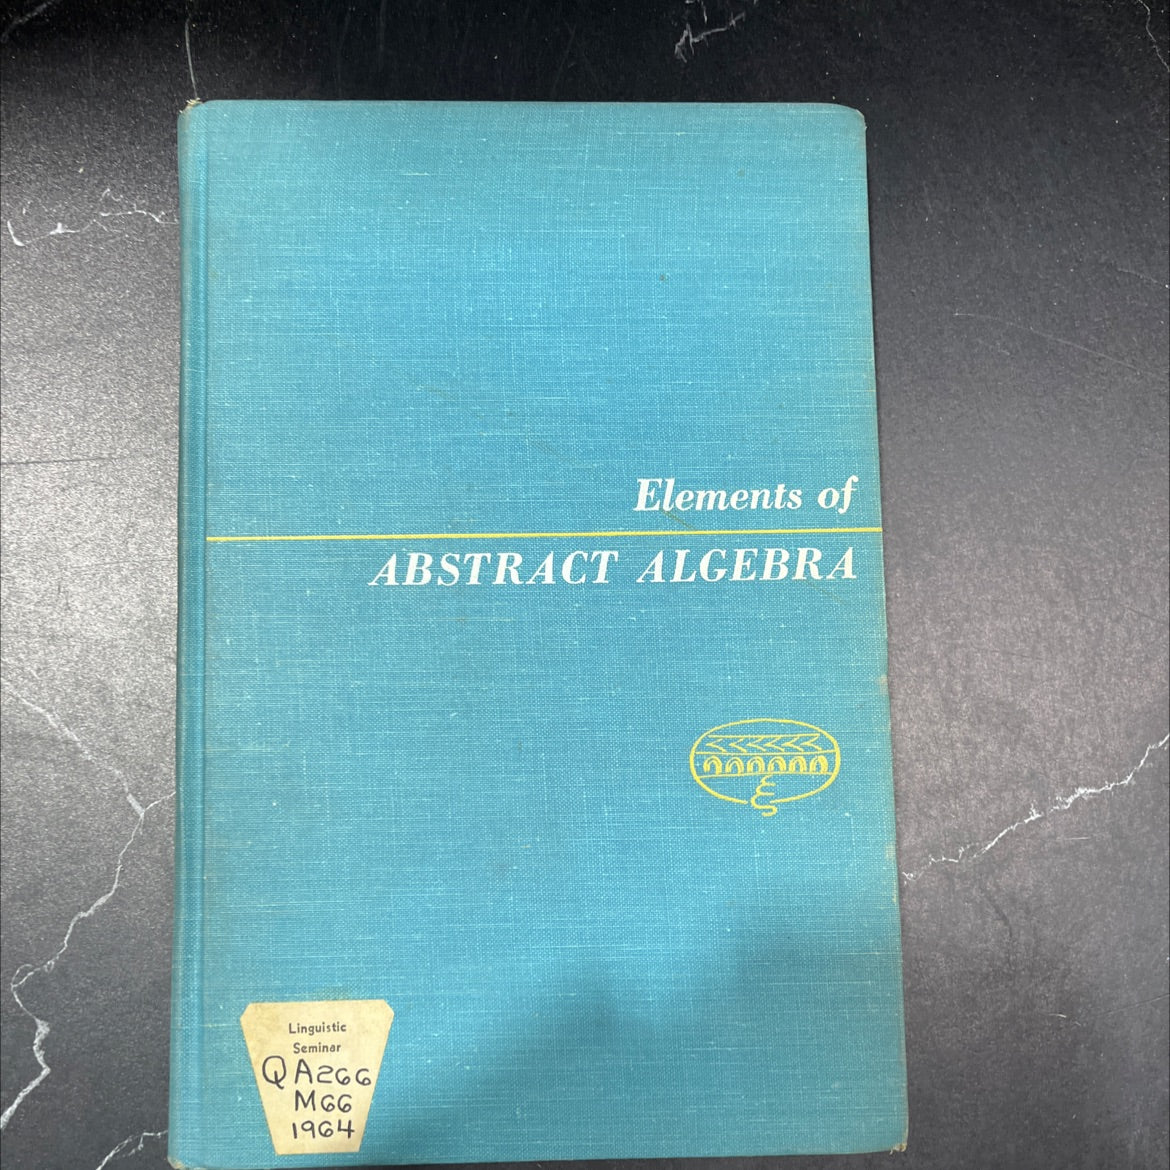 Elements of
ABSTRACT ALGEBRA
Linguistic
Seminar
QA266
M66
1964